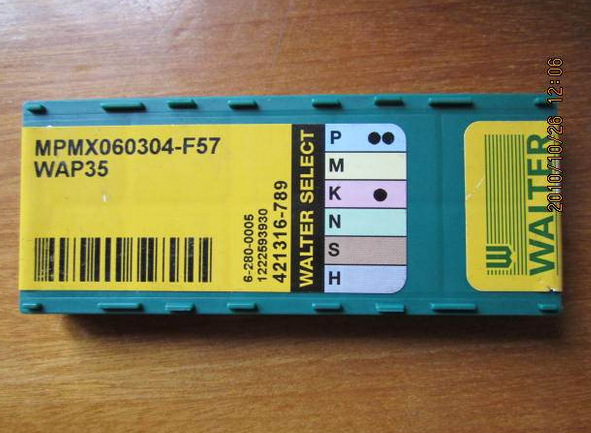 MPMX060304-F57
WAP35
6-280-0005
1222593930
421316-789
WALTER SELECT
P
M
K
N
S
H
WALTER
2010/10/26 12:06